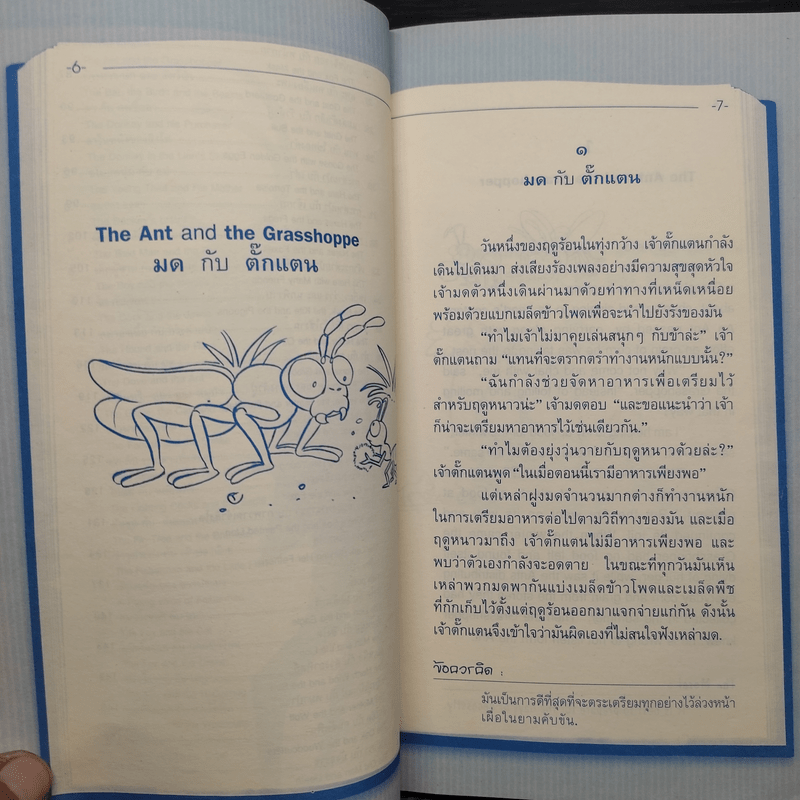 -6-
The Ant and the Grasshoppe
มด กับ ตั๊กแตน
-7-
๑
มด กับ ตั๊กแตน
วันหนึ่งของฤดูร้อนในทุ่งกว้าง เจ้าตั๊กแตนกำลัง
เดินไปเดินมา ส่งเสียงร้องเพลงอย่างมีความสุขสุดหัวใจ
เจ้ามดตัวหนึ่งเดินผ่านมาด้วยท่าทางที่เหน็ดเหนื่อย
พร้อมด้วยแบกเมล็ดข้าวโพดเพื่อจะนำไปยังรังของมัน
“ทำไมเจ้าไม่มาคุยเล่นสนุกๆ กับข้าล่ะ” เจ้า
ตั๊กแตนถาม “แทนที่จะตรากตรำทำงานหนักแบบนั้น?”
“ฉันกำลังช่วยจัดหาอาหารเพื่อเตรียมไว้
สำหรับฤดูหนาวน่ะ” เจ้ามดตอบ “และขอแนะนำว่า เจ้า
ก็น่าจะเตรียมหาอาหารไว้เช่นเดียวกัน.”
“ทำไมต้องยุ่งวุ่นวายกับฤดูหนาวด้วยล่ะ?”
เจ้าตั๊กแตนพูด “ในเมื่อตอนนี้เรามีอาหารเพียงพอ”
แต่เหล่าฝูงมดจำนวนมากต่างก็ทำงานหนัก
ในการเตรียมอาหารต่อไปตามวิถีทางของมัน และเมื่อ
ฤดูหนาวมาถึง เจ้าตั๊กแตนไม่มีอาหารเพียงพอ และ
พบว่าตัวเองกำลังจะอดตาย ในขณะที่ทุกวันมันเห็น
เหล่าพวกมดพากันแบ่งเมล็ดข้าวโพดและเมล็ดพืช
ที่กักเก็บไว้ตั้งแต่ฤดูร้อนออกมาแจกจ่ายแก่กัน ดังนั้น
เจ้าตั๊กแตนจึงเข้าใจว่ามันผิดเองที่ไม่สนใจฟังเหล่ามด.
ข้อควรคิด :
มันเป็นการดีที่สุดที่จะตระเตรียมทุกอย่างไว้ล่วงหน้า
เผื่อในยามคับขัน.